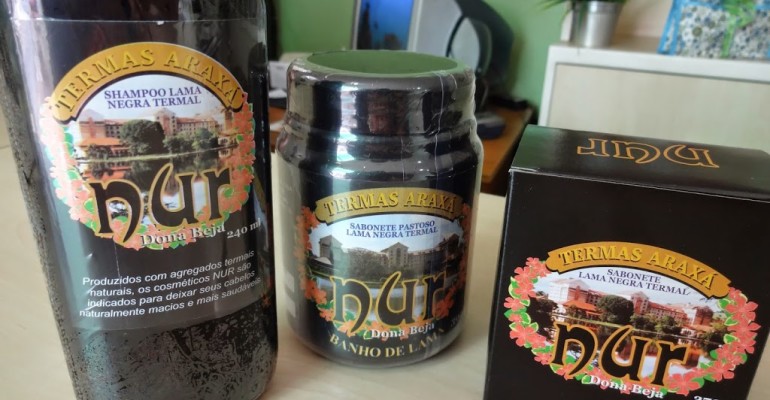 TERMAS ARAXÁ
SHAMPOO LAMA
NEGRA TERMAL
nur
Dona Beja
240 ml
Produzidos com agregados termais
naturais, os cosméticos NUR são
indicados para deixar seus cabelos
naturalmente macios e mais saudáveis.
TERMAS ARAXÁ
SABONETE PASTOSO
LAMA NEGRA TERMAL
nur
Dona Beja
BANHO DE LAMA
nur
TERMAS ARAXÁ
SABONETE
LAMA NEGRA TERMAL
nur
Dona Beja